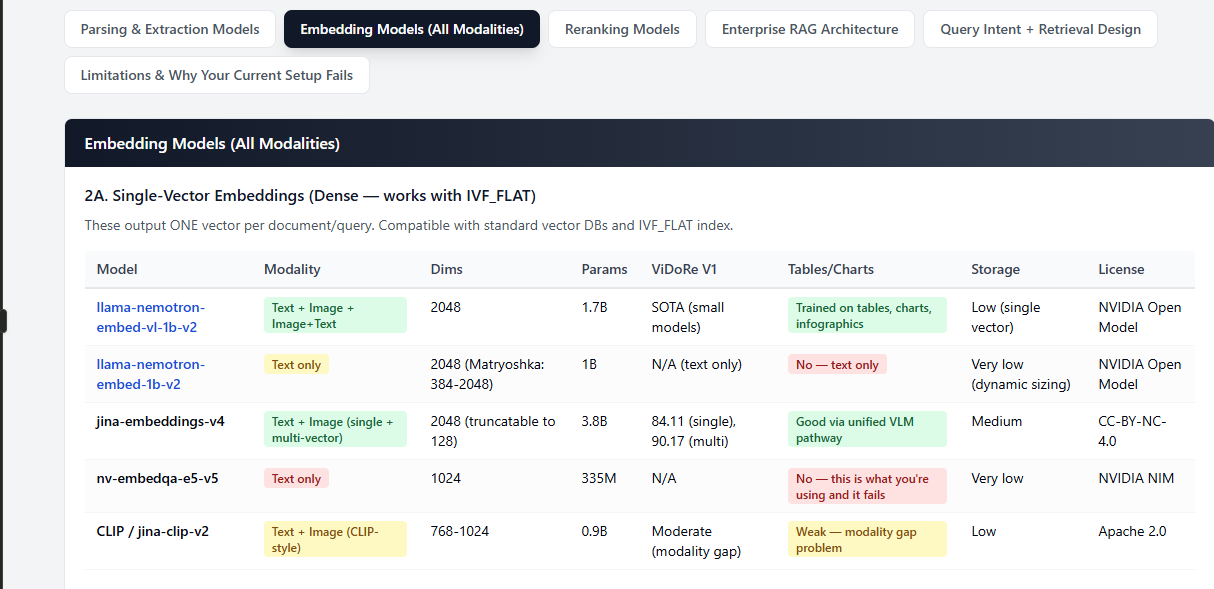 Parsing & Extraction Models
Embedding Models (All Modalities)
Reranking Models
Enterprise RAG Architecture
Query Intent + Retrieval Design
Limitations & Why Your Current Setup Fails
Embedding Models (All Modalities)
2A. Single-Vector Embeddings (Dense — works with IVF_FLAT)
These output ONE vector per document/query. Compatible with standard vector DBs and IVF_FLAT index.
Model Modality Dims Params ViDoRe V1 Tables/Charts Storage License
llama-nemotron-
embed-vl-1b-v2
Text + Image +
Image+Text
2048
1.7B
SOTA (small
models)
Trained on tables, charts,
infographics
Low (single
vector)
NVIDIA Open
Model
llama-nemotron-
embed-1b-v2
Text only
2048 (Matryoshka:
384-2048)
1B
N/A (text only)
No — text only
Very low
(dynamic sizing)
NVIDIA Open
Model
jina-embeddings-v4
Text + Image (single +
multi-vector)
2048 (truncatable to
128)
3.8B
84.11 (single),
90.17 (multi)
Good via unified VLM
pathway
Medium
CC-BY-NC-
4.0
nv-embedqa-e5-v5
Text only
1024
335M
N/A
No — this is what you're
using and it fails
Very low
NVIDIA NIM
CLIP / jina-clip-v2
Text + Image (CLIP-
style)
768-1024
0.9B
Moderate
(modality gap)
Weak — modality gap
problem
Low
Apache 2.0